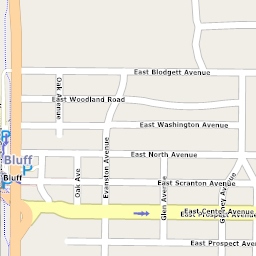 East Blodgett Avenue
Oak Avenue
East Woodland Road
East Washington Avenue
Evanston Avenue
East North Avenue
P
Bluff
P
Bluff
P
Oak Ave
East Scranton Avenue
Glen Avenue
East Center Avenue
East Prospect Avenue
East Prospect Aven